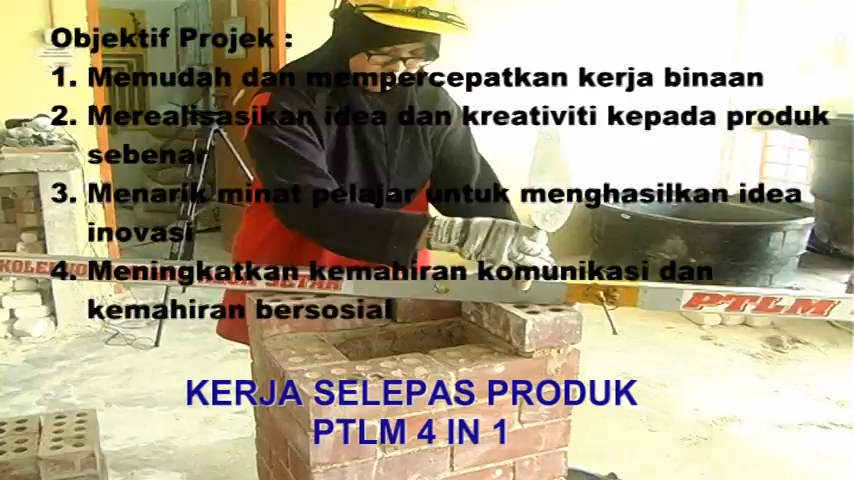 Objektif Projek :
1. Memudah dan mempercepatkan kerja binaan
2. Merealisasikan idea dan kreativiti kepada produk
sebenar
3. Menarik minat pelajar untuk menghasilkan idea
inovasi
4. Meningkatkan kemahiran komunikasi dan
kemahiran bersosial
PTLM
KERJA SELEPAS PRODUK
PTLM 4 IN 1